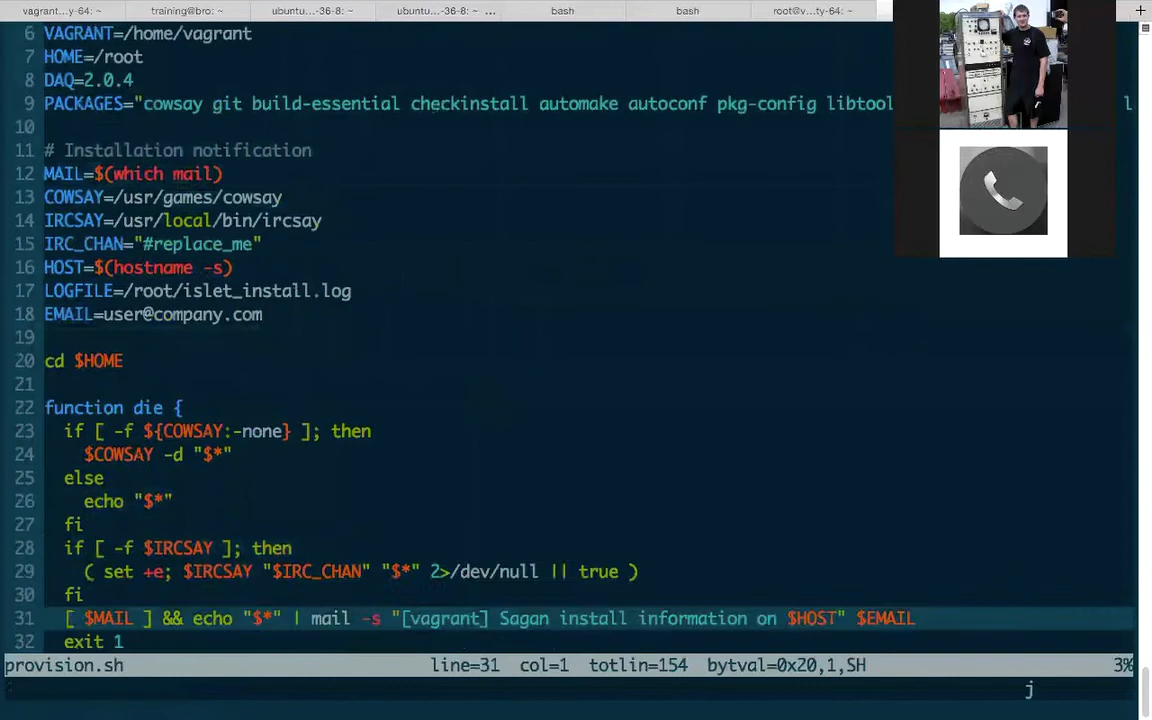 vagrant...y-64: ~ training@bro: ~ ubuntu...-36-8: ~ ubuntu...-36-8: ~ ... bash bash root@v...ty-64: ~ +
6 VAGRANT=/home/vagrant
7 HOME=/root
8 DAQ=2.0.4
9 PACKAGES="cowsay git build-essential checkinstall automake autoconf pkg-config libtool l
10
11 # Installation notification
12 MAIL=$(which mail)
13 COWSAY=/usr/games/cowsay
14 IRCSAY=/usr/local/bin/ircsay
15 IRC_CHAN="#replace_me"
16 HOST=$(hostname -s)
17 LOGFILE=/root/islet_install.log
18 EMAIL=user@company.com
19
20 cd $HOME
21
22 function die {
23 if [ -f ${COWSAY:-none} ]; then
24 $COWSAY -d "$*"
25 else
26 echo "$*"
27 fi
28 if [ -f $IRCSAY ]; then
29 ( set +e; $IRCSAY "$IRC_CHAN" "$*" 2>/dev/null || true )
30 fi
31 [ $MAIL ] && echo "$*" | mail -s "[vagrant] Sagan install information on $HOST" $EMAIL
32 exit 1
provision.sh line=31 col=1 totlin=154 bytval=0x20,1,SH 3%
j